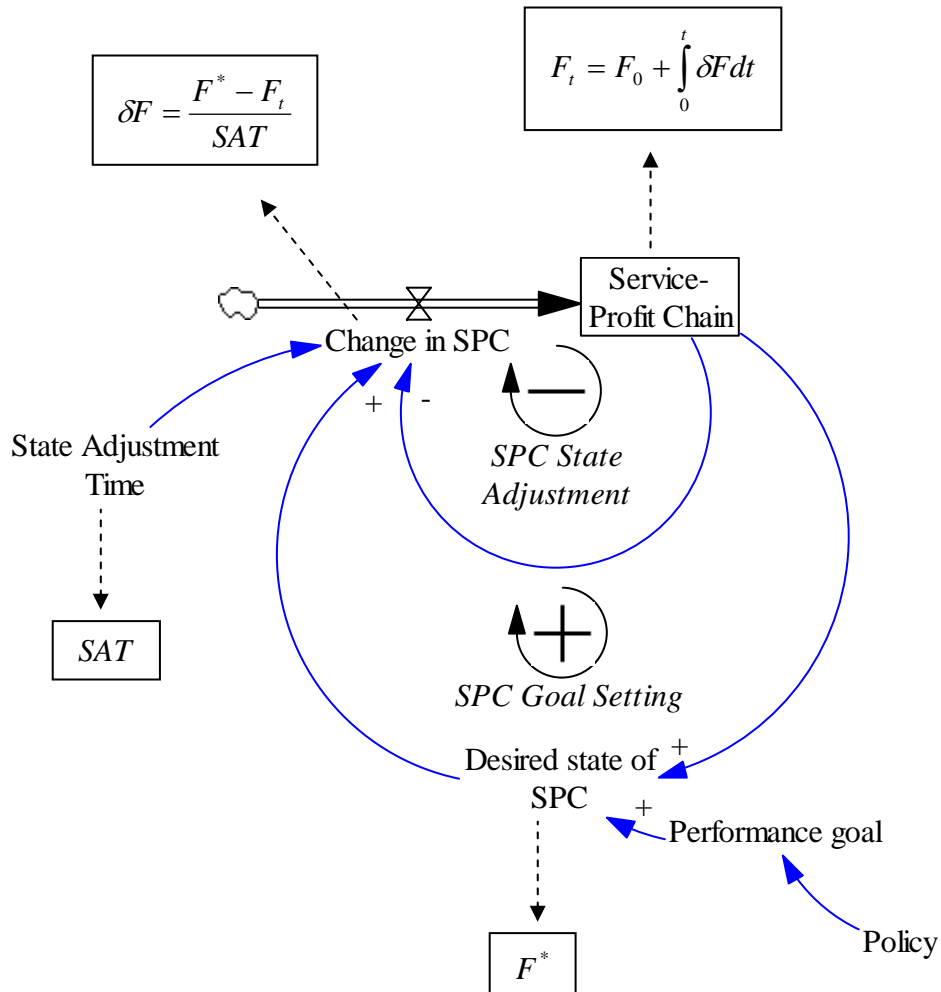 δF = (F* − F_t) / SAT
F_t = F_0 + ∫_0^t δF dt
Service-
Profit Chain
Change in SPC
+ -
−
SPC State
Adjustment
State Adjustment
Time
SAT
+
SPC Goal Setting
Desired state of +
SPC +
Performance goal
Policy
F*